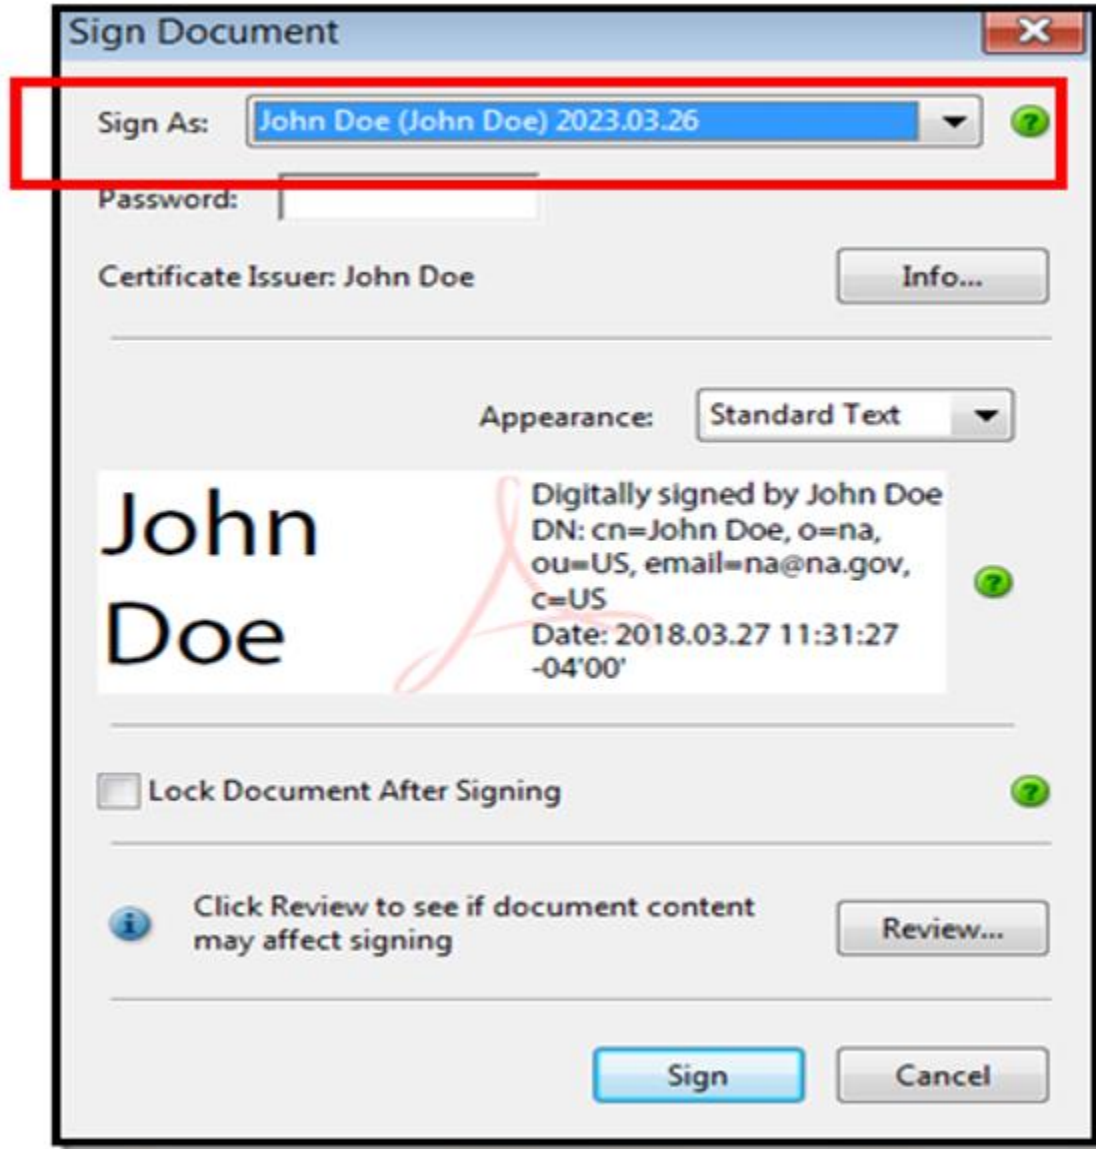 Sign Document
Sign As: John Doe (John Doe) 2023.03.26
Password:
Certificate Issuer: John Doe Info...
Appearance: Standard Text
John
Doe
Digitally signed by John Doe
DN: cn=John Doe, o=na,
ou=US, email=na@na.gov,
c=US
Date: 2018.03.27 11:31:27
-04'00'
Lock Document After Signing
Click Review to see if document content
may affect signing
Review...
Sign Cancel